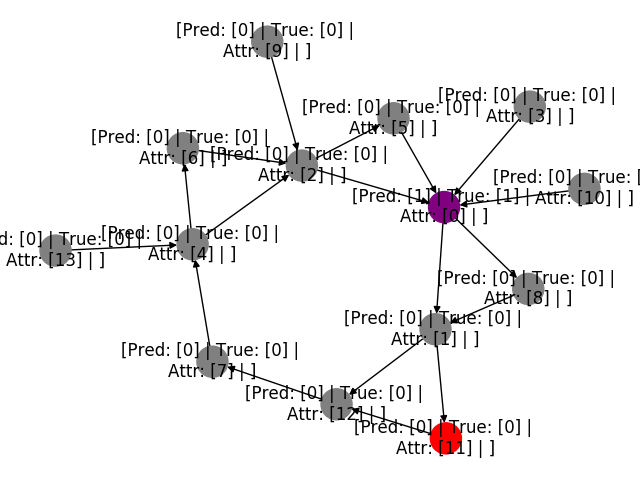 [Pred: [0] | True: [0] |
Attr: [9] | ]
[Pred: [0] | True: [0] |
Attr: [3] | ]
[Pred: [0] | True: [0] |
Attr: [5] | ]
[Pred: [0] | True: [0] |
Attr: [6] | ]
[Pred: [0] | True: [0] |
Attr: [2] | ]
[Pred: [0] | True: [
Attr: [10] | ]
[Pred: [1] | True: [1] |
Attr: [0] | ]
d: [0] | True: [0] |
Attr: [13] | ]
[Pred: [0] | True: [0] |
Attr: [4] | ]
[Pred: [0] | True: [0] |
Attr: [8] | ]
[Pred: [0] | True: [0] |
Attr: [1] | ]
[Pred: [0] | True: [0] |
Attr: [7] | ]
[Pred: [0] | True: [0] |
Attr: [12] | ]
[Pred: [0] | True: [0] |
Attr: [11] | ]